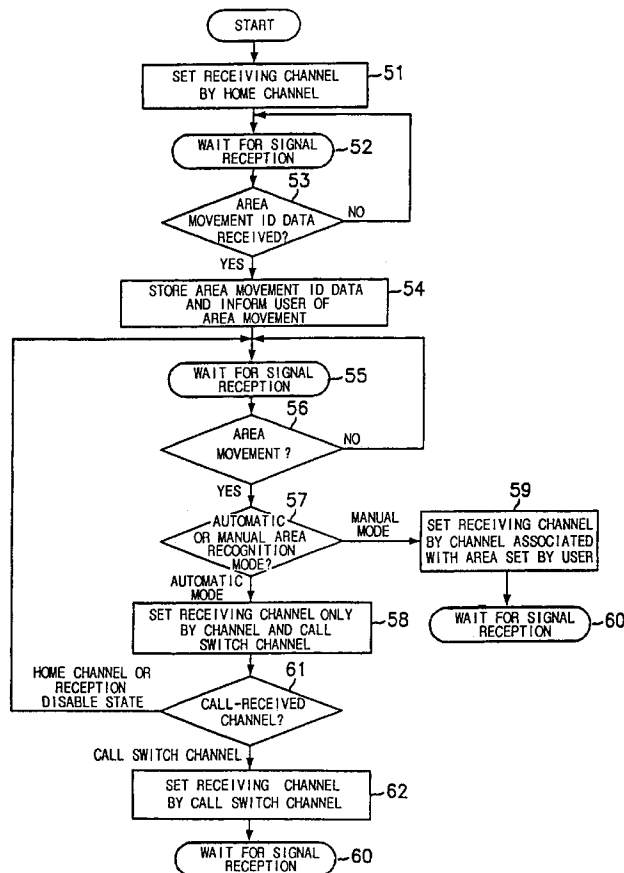 START
SET RECEIVING CHANNEL
BY HOME CHANNEL
51
WAIT FOR SIGNAL
RECEPTION
52
53
AREA
MOVEMENT ID DATA
RECEIVED?
NO
YES
STORE AREA MOVEMENT ID DATA
AND INFORM USER OF
AREA MOVEMENT
54
WAIT FOR SIGNAL
RECEPTION
55
56
AREA
MOVEMENT?
NO
YES
57
AUTOMATIC
OR MANUAL AREA
RECOGNITION
MODE?
MANUAL
MODE
59
SET RECEIVING CHANNEL
BY CHANNEL ASSOCIATED
WITH AREA SET BY USER
AUTOMATIC
MODE
SET RECEIVING CHANNEL ONLY
BY CHANNEL AND CALL
SWITCH CHANNEL
58
WAIT FOR SIGNAL
RECEPTION
60
HOME CHANNEL OR
RECEPTION
DISABLE STATE
61
CALL-RECEIVED
CHANNEL?
CALL SWITCH CHANNEL
SET RECEIVING CHANNEL
BY CALL SWITCH CHANNEL
62
WAIT FOR SIGNAL
RECEPTION
60